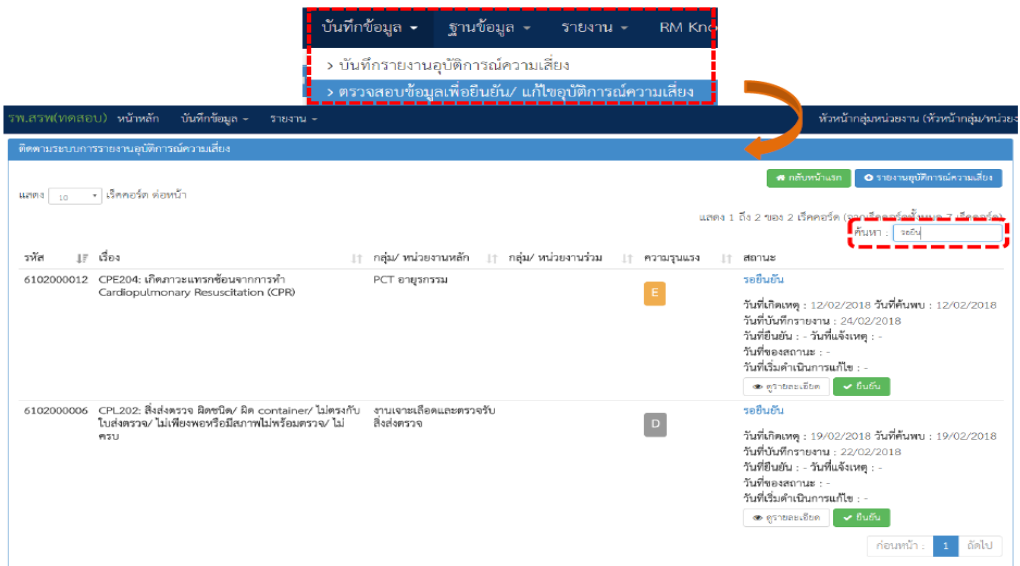 บันทึกข้อมูล ฐานข้อมูล รายงาน RM Kno
> บันทึกรายงานอุบัติการณ์ความเสี่ยง
> ตรวจสอบข้อมูลเพื่อยืนยัน/ แก้ไขอุบัติการณ์ความเสี่ยง
รพ.สรพ(ทดสอบ) หน้าหลัก บันทึกข้อมูล รายงาน หัวหน้ากลุ่มหน่วยงาน (หัวหน้ากลุ่ม/หน่วยง
ติดตามระบบการรายงานอุบัติการณ์ความเสี่ยง
กลับหน้าแรก รายงานอุบัติการณ์ความเสี่ยง
แสดง 10 เร็คคอร์ด ต่อหน้า
แสดง 1 ถึง 2 ของ 2 เร็คคอร์ด (จากเร็คคอร์ดทั้งหมด 7 เร็คคอร์ด)
ค้นหา : รอยืน
รหัส เรื่อง กลุ่ม/ หน่วยงานหลัก กลุ่ม/ หน่วยงานร่วม ความรุนแรง สถานะ
6102000012 CPE204: เกิดภาวะแทรกซ้อนจากการทำ PCT อายุรกรรม รอยืนยัน
Cardiopulmonary Resuscitation (CPR)
E
วันที่เกิดเหตุ : 12/02/2018 วันที่ค้นพบ : 12/02/2018
วันที่บันทึกรายงาน : 24/02/2018
วันที่ยืนยัน : - วันที่แจ้งเหตุ : -
วันที่ของสถานะ : -
วันที่เริ่มดำเนินการแก้ไข : -
ดูรายละเอียด ยืนยัน
6102000006 CPL202: สิ่งส่งตรวจ ผิดชนิด/ ผิด container/ ไม่ตรงกับ งานเจาะเลือดและตรวจรับ รอยืนยัน
ใบส่งตรวจ/ ไม่เพียงพอหรือมีสภาพไม่พร้อมตรวจ/ ไม่ สิ่งส่งตรวจ D
ครบ
วันที่เกิดเหตุ : 19/02/2018 วันที่ค้นพบ : 19/02/2018
วันที่บันทึกรายงาน : 22/02/2018
วันที่ยืนยัน : - วันที่แจ้งเหตุ : -
วันที่ของสถานะ : -
วันที่เริ่มดำเนินการแก้ไข : -
ดูรายละเอียด ยืนยัน
ก่อนหน้า : 1 ถัดไป